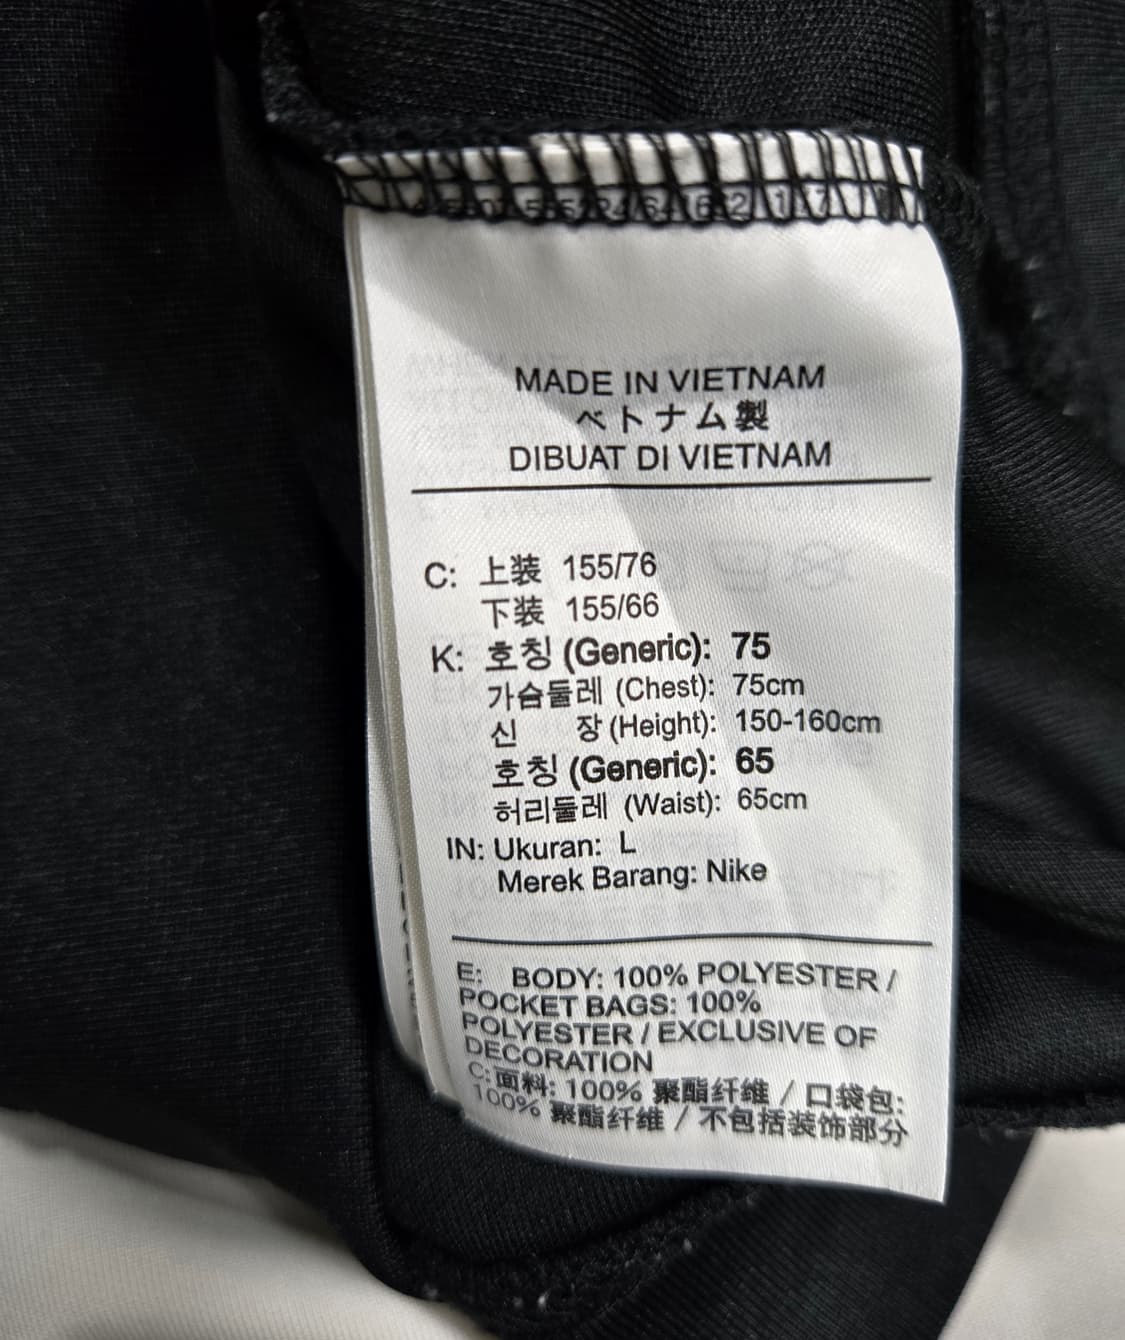 MADE IN VIETNAM
ベトナム製
DIBUAT DI VIETNAM
C: 上装 155/76
下装 155/66
K: 호칭 (Generic): 75
가슴둘레 (Chest): 75cm
신 장 (Height): 150-160cm
호칭 (Generic): 65
허리둘레 (Waist): 65cm
IN: Ukuran: L
Merek Barang: Nike
E: BODY: 100% POLYESTER /
POCKET BAGS: 100%
POLYESTER / EXCLUSIVE OF
DECORATION
C: 面料: 100% 聚酯纤维 / 口袋包:
100% 聚酯纤维 / 不包括装饰部分